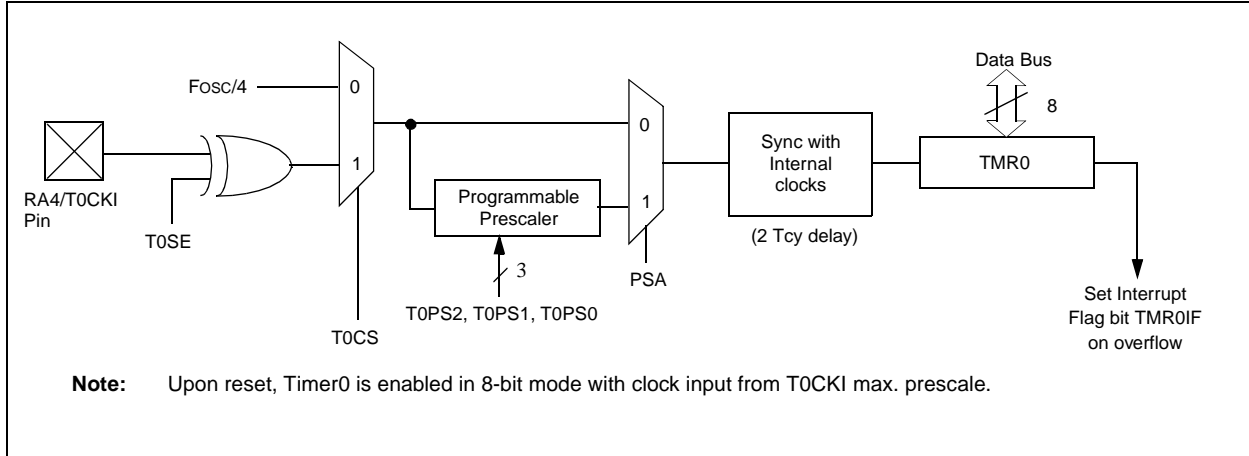 Data Bus
8
FOSC/4
0
1
RA4/T0CKI
Pin
T0SE
T0CS
Programmable
Prescaler
3
T0PS2, T0PS1, T0PS0
0
1
PSA
Sync with
Internal
clocks
(2 TCY delay)
TMR0
Set Interrupt
Flag bit TMR0IF
on overflow
Note: Upon reset, Timer0 is enabled in 8-bit mode with clock input from T0CKI max. prescale.